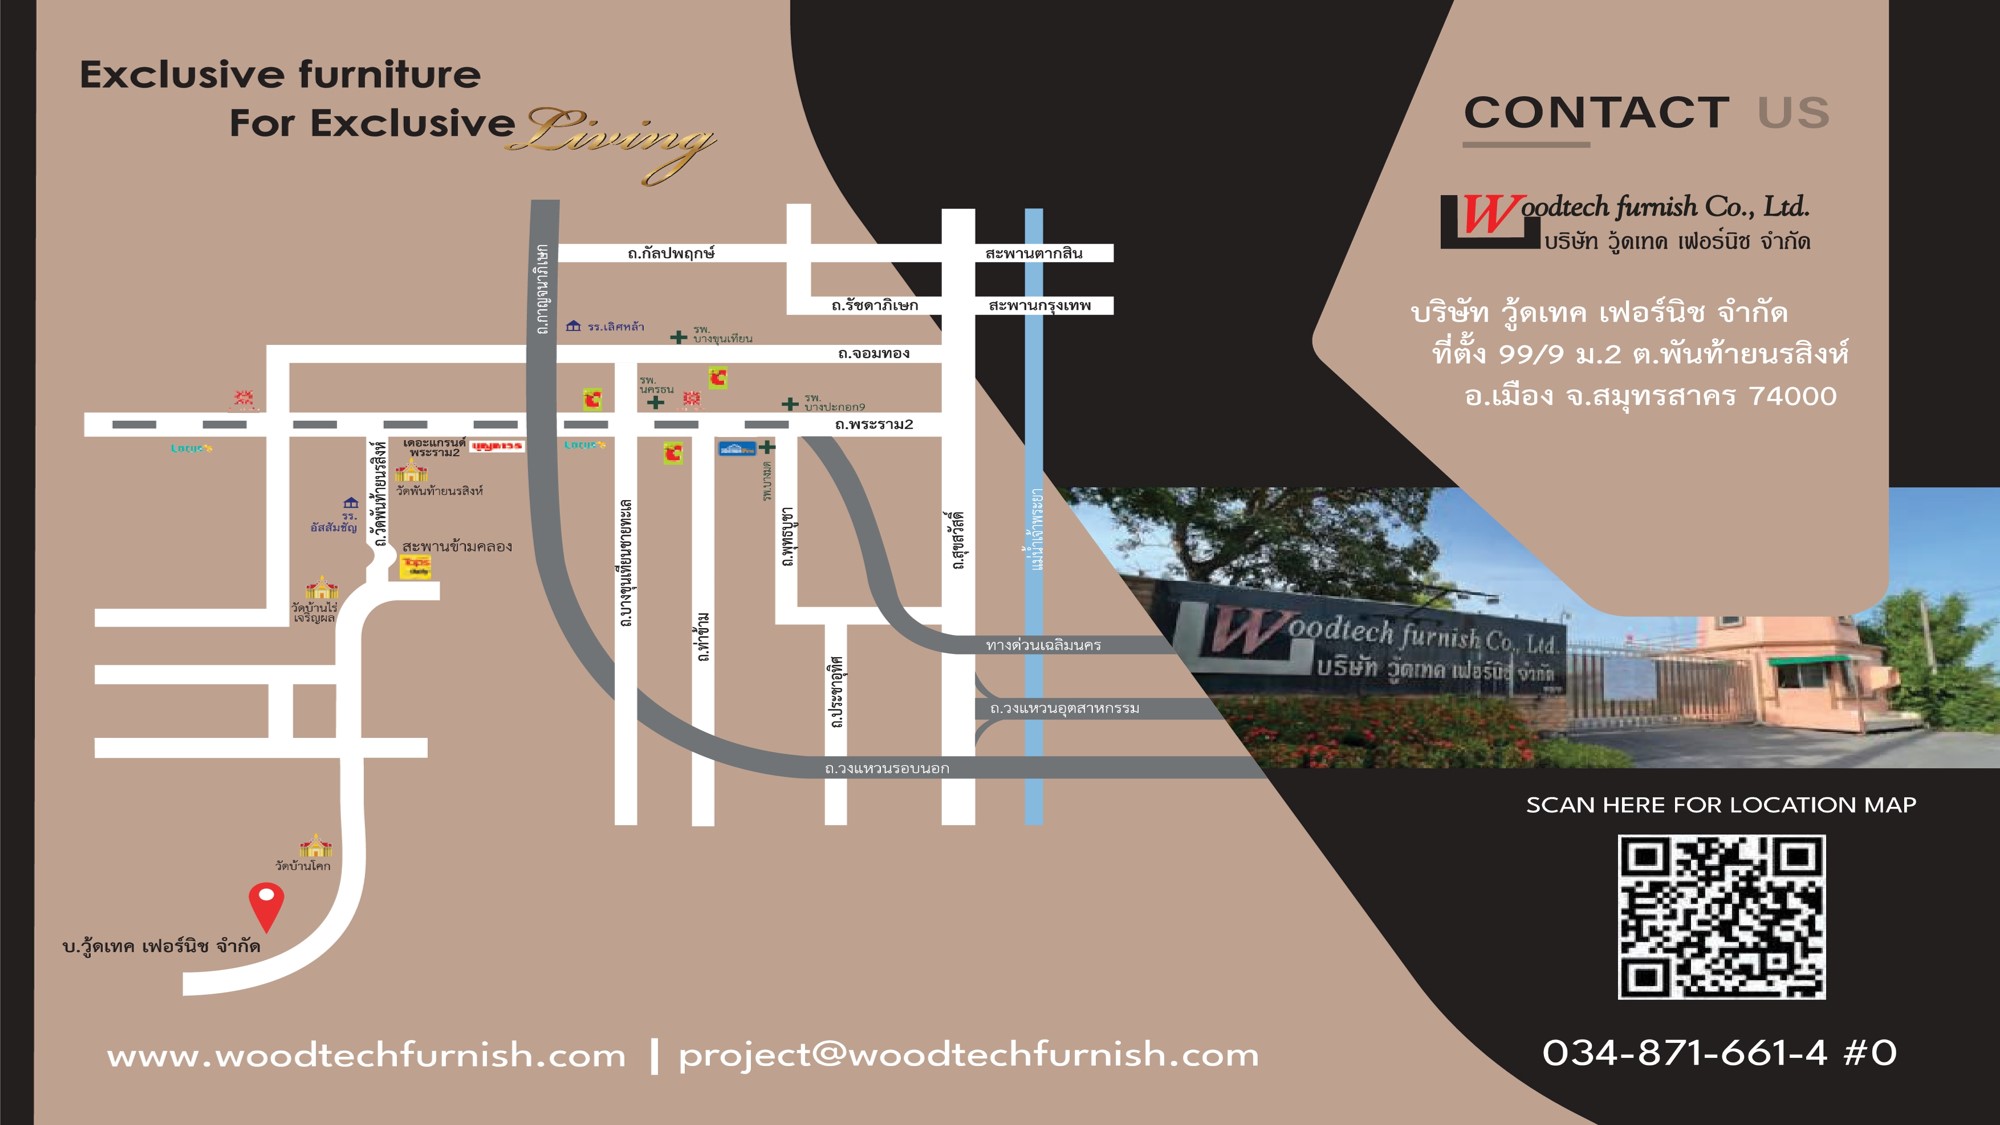 Exclusive furniture
For Exclusive Living
CONTACT US
Woodtech furnish Co., Ltd.
บริษัท วู้ดเทค เฟอร์นิช จำกัด
บริษัท วู้ดเทค เฟอร์นิช จำกัด
ที่ตั้ง 99/9 ม.2 ต.พันท้ายนรสิงห์
อ.เมือง จ.สมุทรสาคร 74000
ถ.กาญจนาภิเษก
ถ.กัลปพฤกษ์
สะพานตากสิน
ถ.รัชดาภิเษก
สะพานกรุงเทพ
รร.เลิศหล้า
รพ.
บางขุนเทียน
ถ.จอมทอง
รพ.
นครธน
รพ.
บางปะกอก9
ถ.พระราม2
Lotus's
เดอะแกรนด์
พระราม2
บุญถาวร
Lotus's
รพ.บางมด
ถ.วัดพันท้ายนรสิงห์
วัดพันท้ายนรสิงห์
รร.
อัสสัมชัญ
สะพานข้ามคลอง
Tops
วัดบ้านไร่
เจริญผล
ถ.บางขุนเทียนชายทะเล
ถ.ท่าข้าม
ถ.พุทธบูชา
ถ.ประชาอุทิศ
ถ.สุขสวัสดิ์
แม่น้ำเจ้าพระยา
ทางด่วนเฉลิมนคร
ถ.วงแหวนอุตสาหกรรม
ถ.วงแหวนรอบนอก
วัดบ้านโคก
บ.วู้ดเทค เฟอร์นิช จำกัด
Woodtech furnish Co., Ltd.
บริษัท วู้ดเทค เฟอร์นิช จำกัด
SCAN HERE FOR LOCATION MAP
www.woodtechfurnish.com | project@woodtechfurnish.com
034-871-661-4 #0